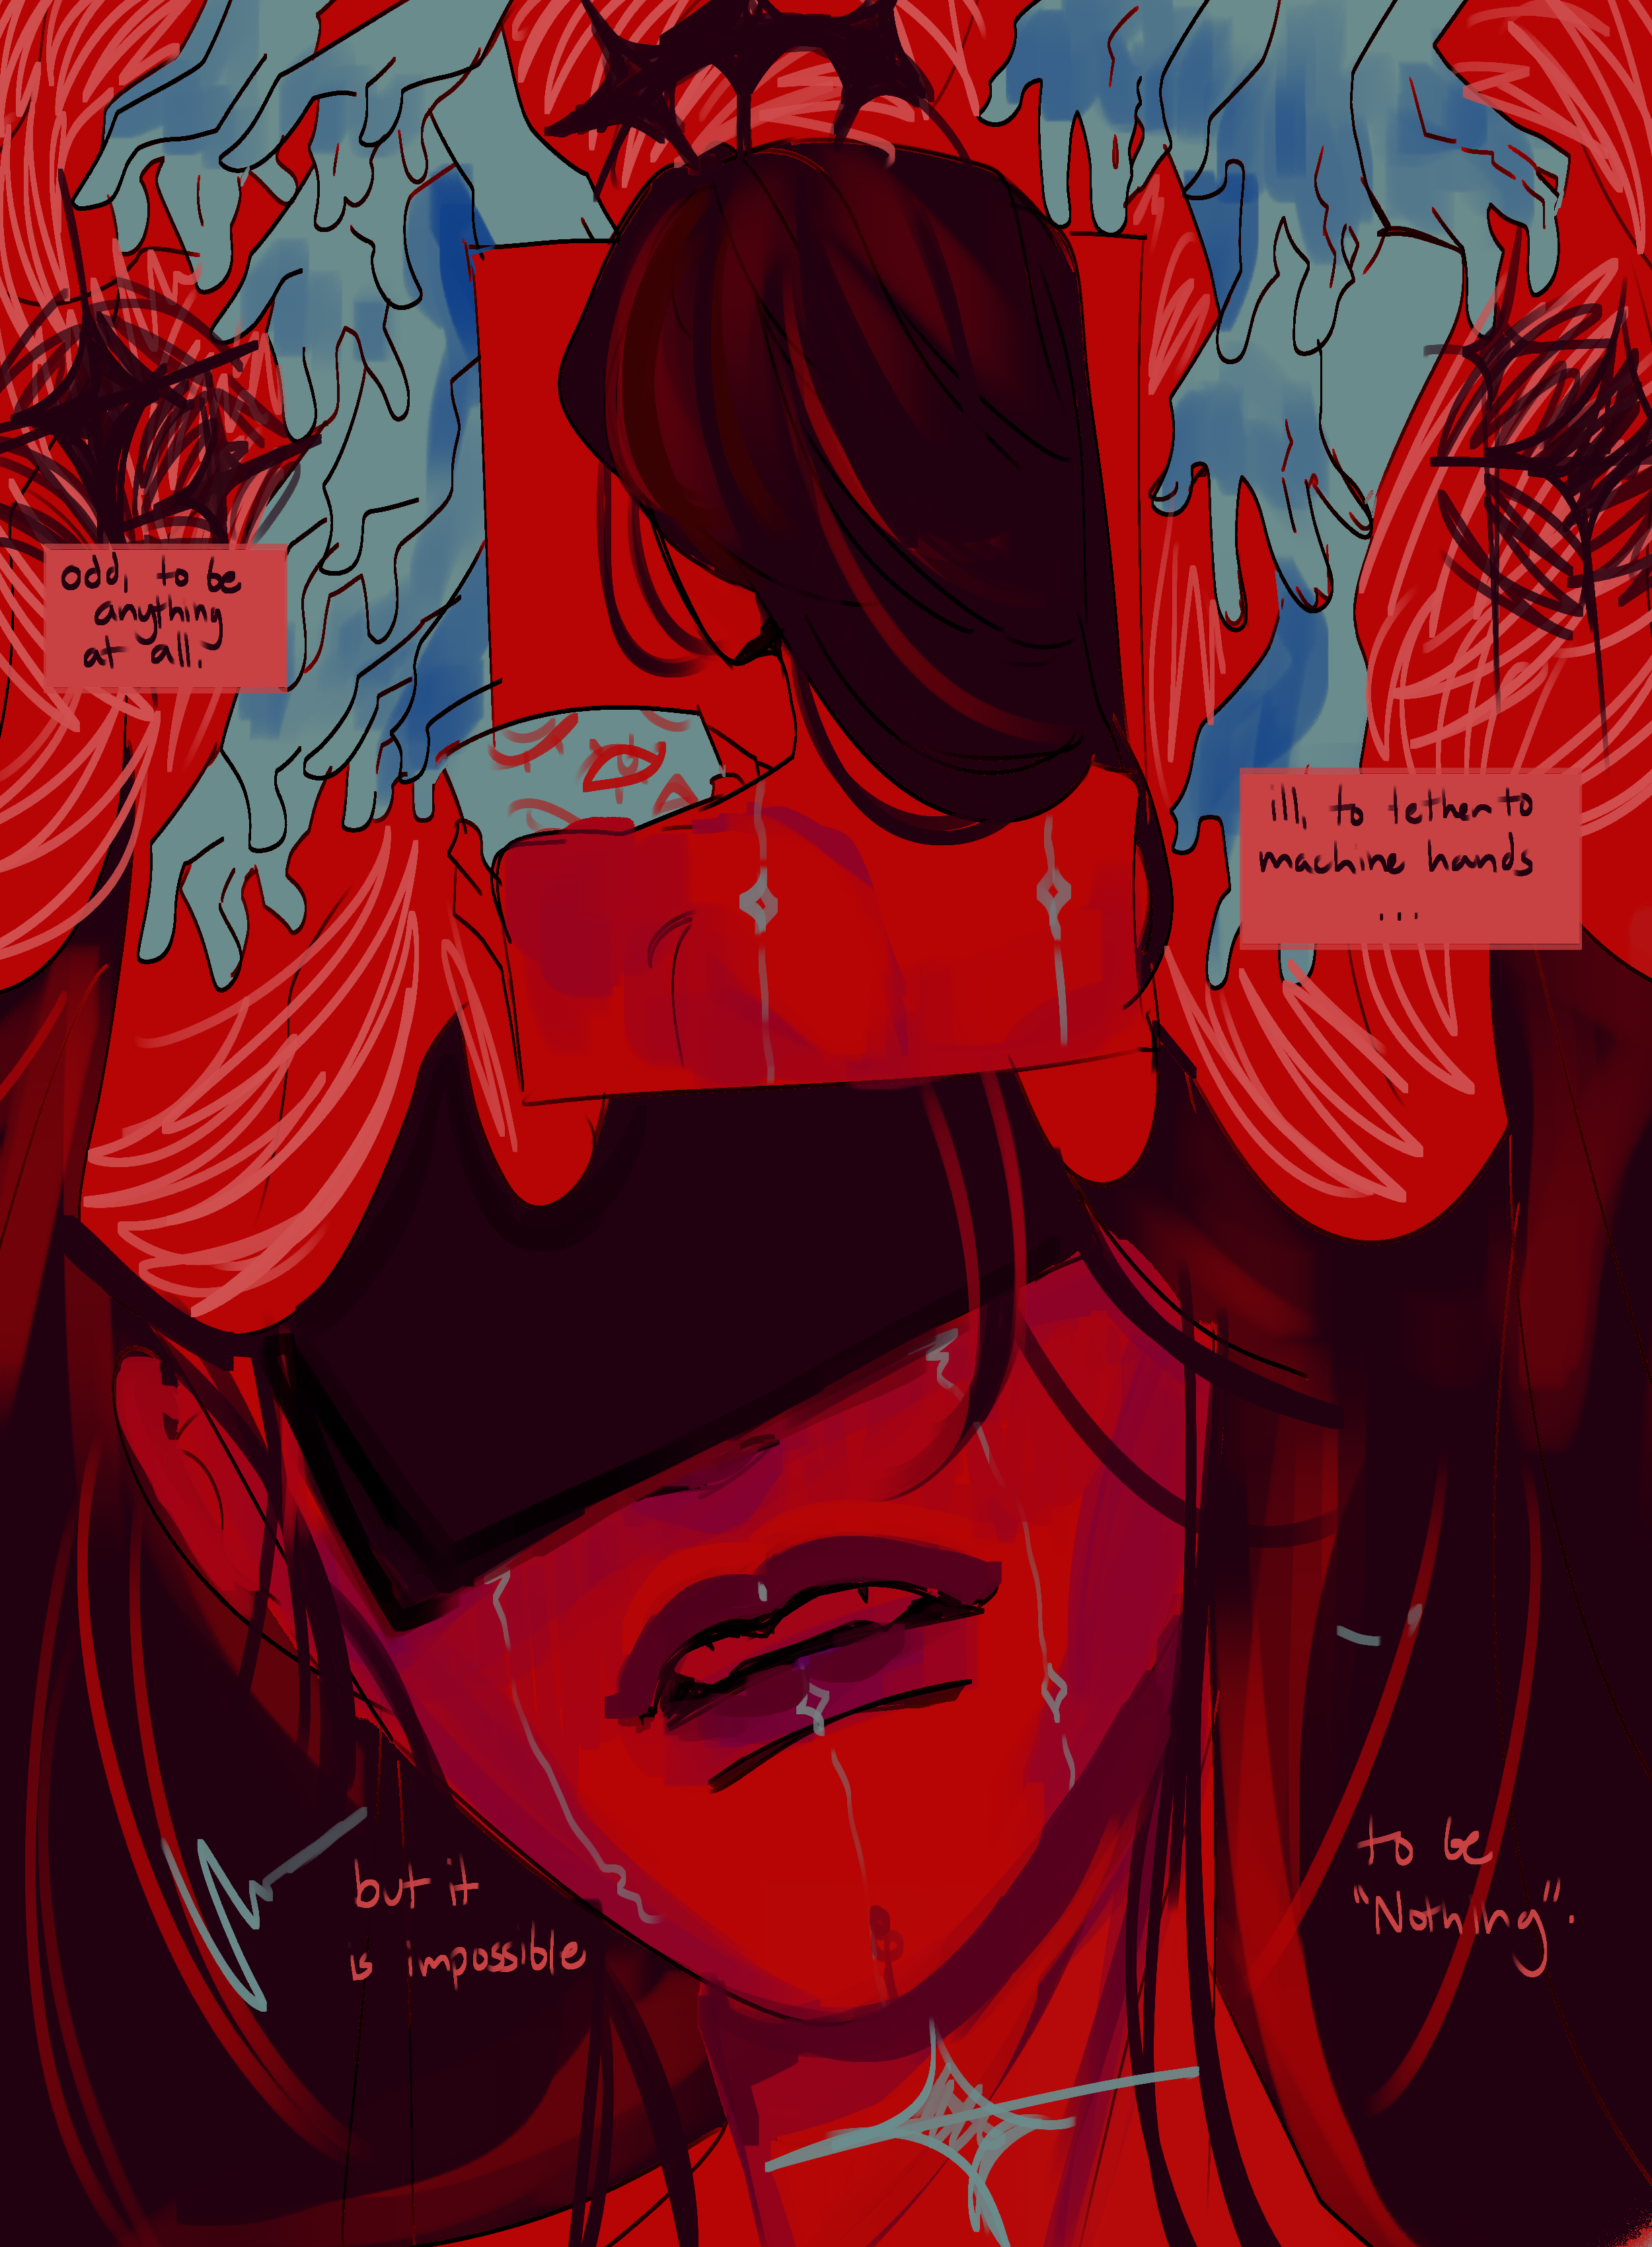 odd, to be
anything
at all.
ill, to tether to
machine hands
...
but it
is impossible
to be
"Nothing".